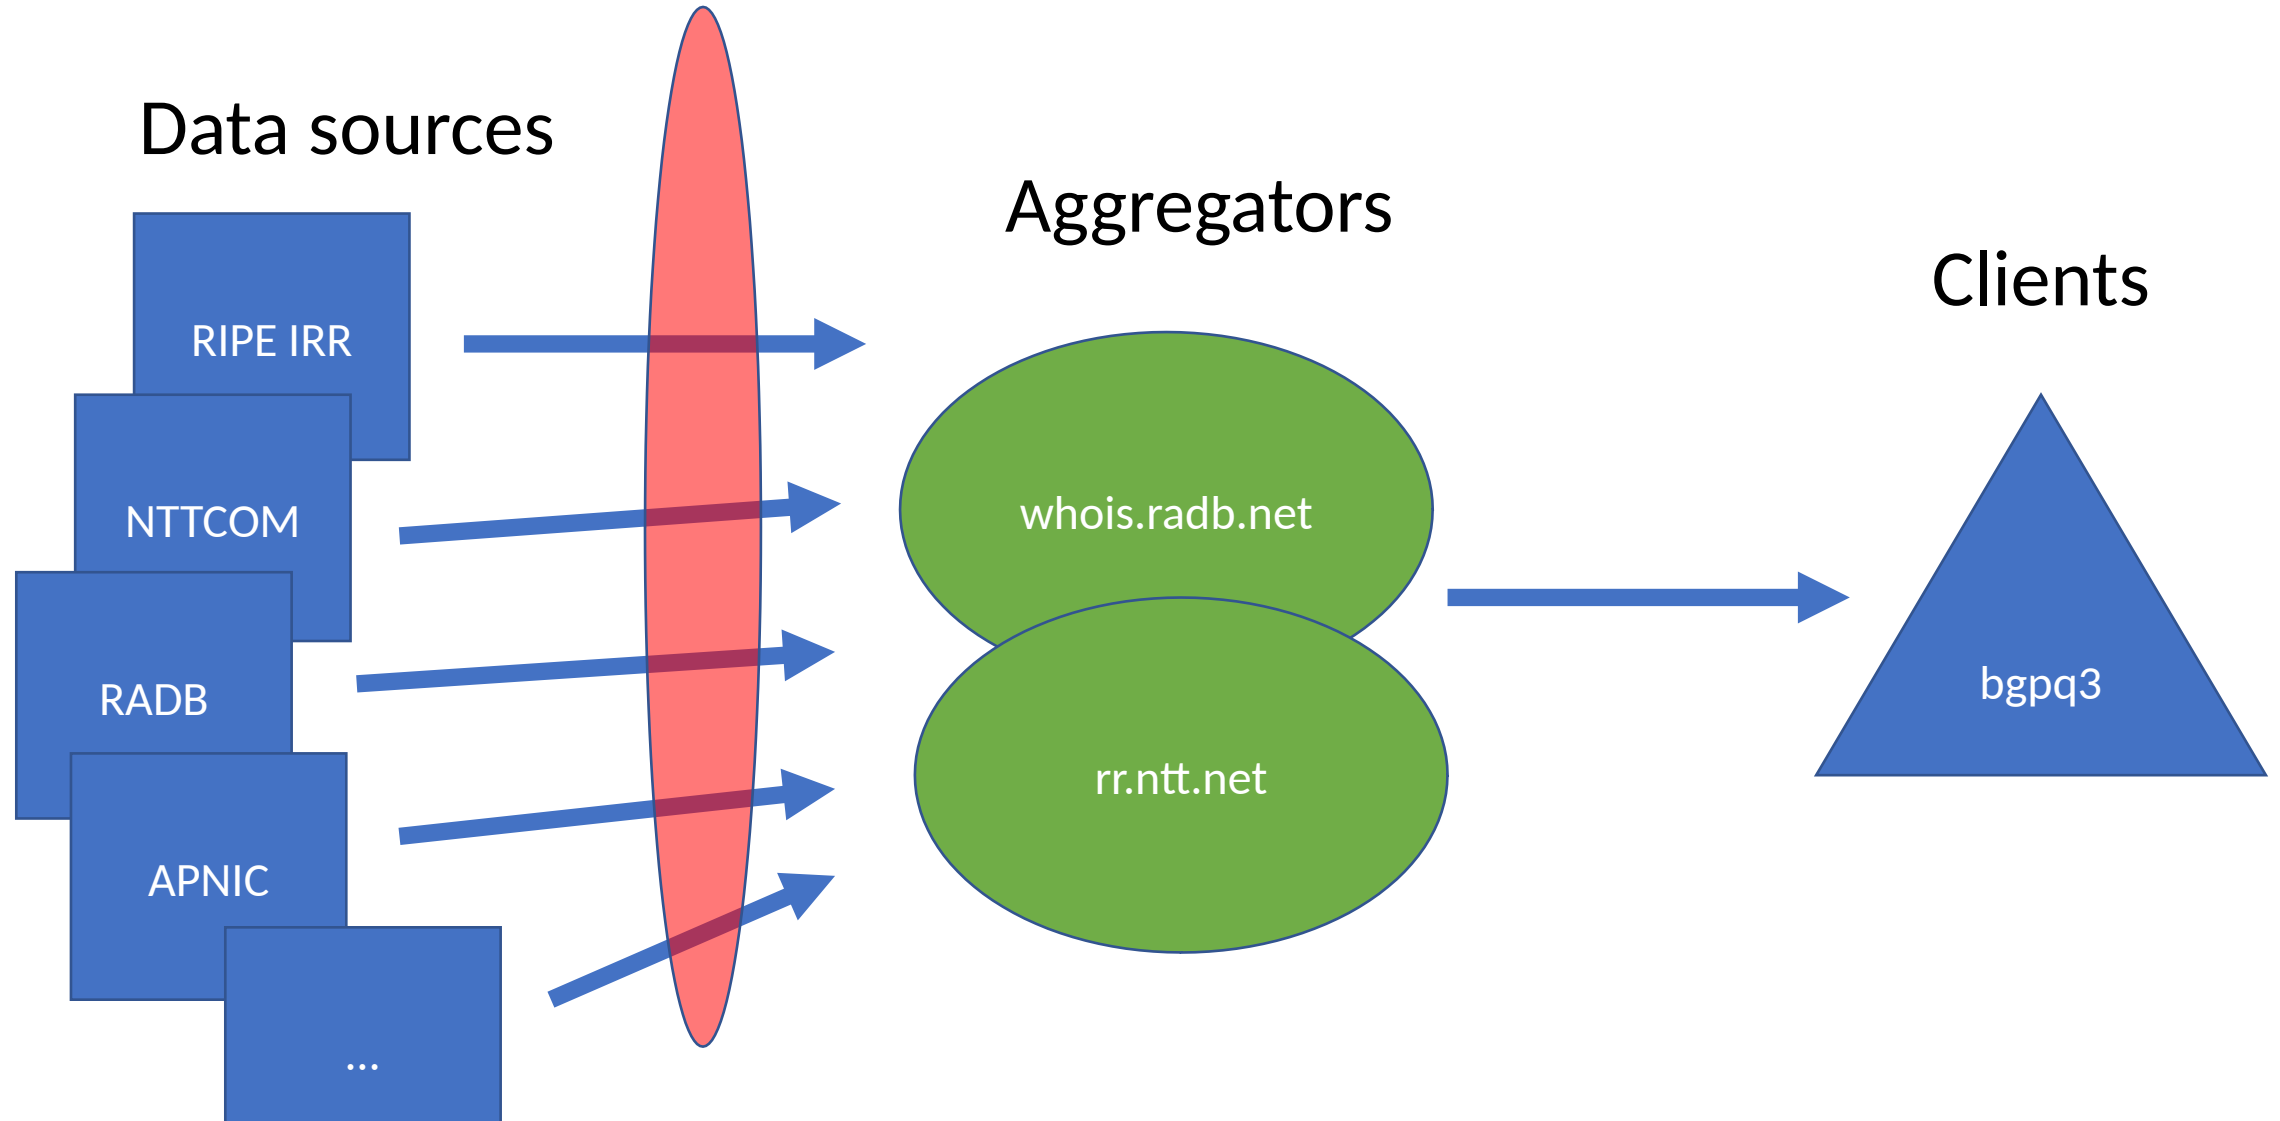 Data sources
RIPE IRR
NTTCOM
RADB
APNIC
...
Aggregators
whois.radb.net
rr.ntt.net
Clients
bgpq3